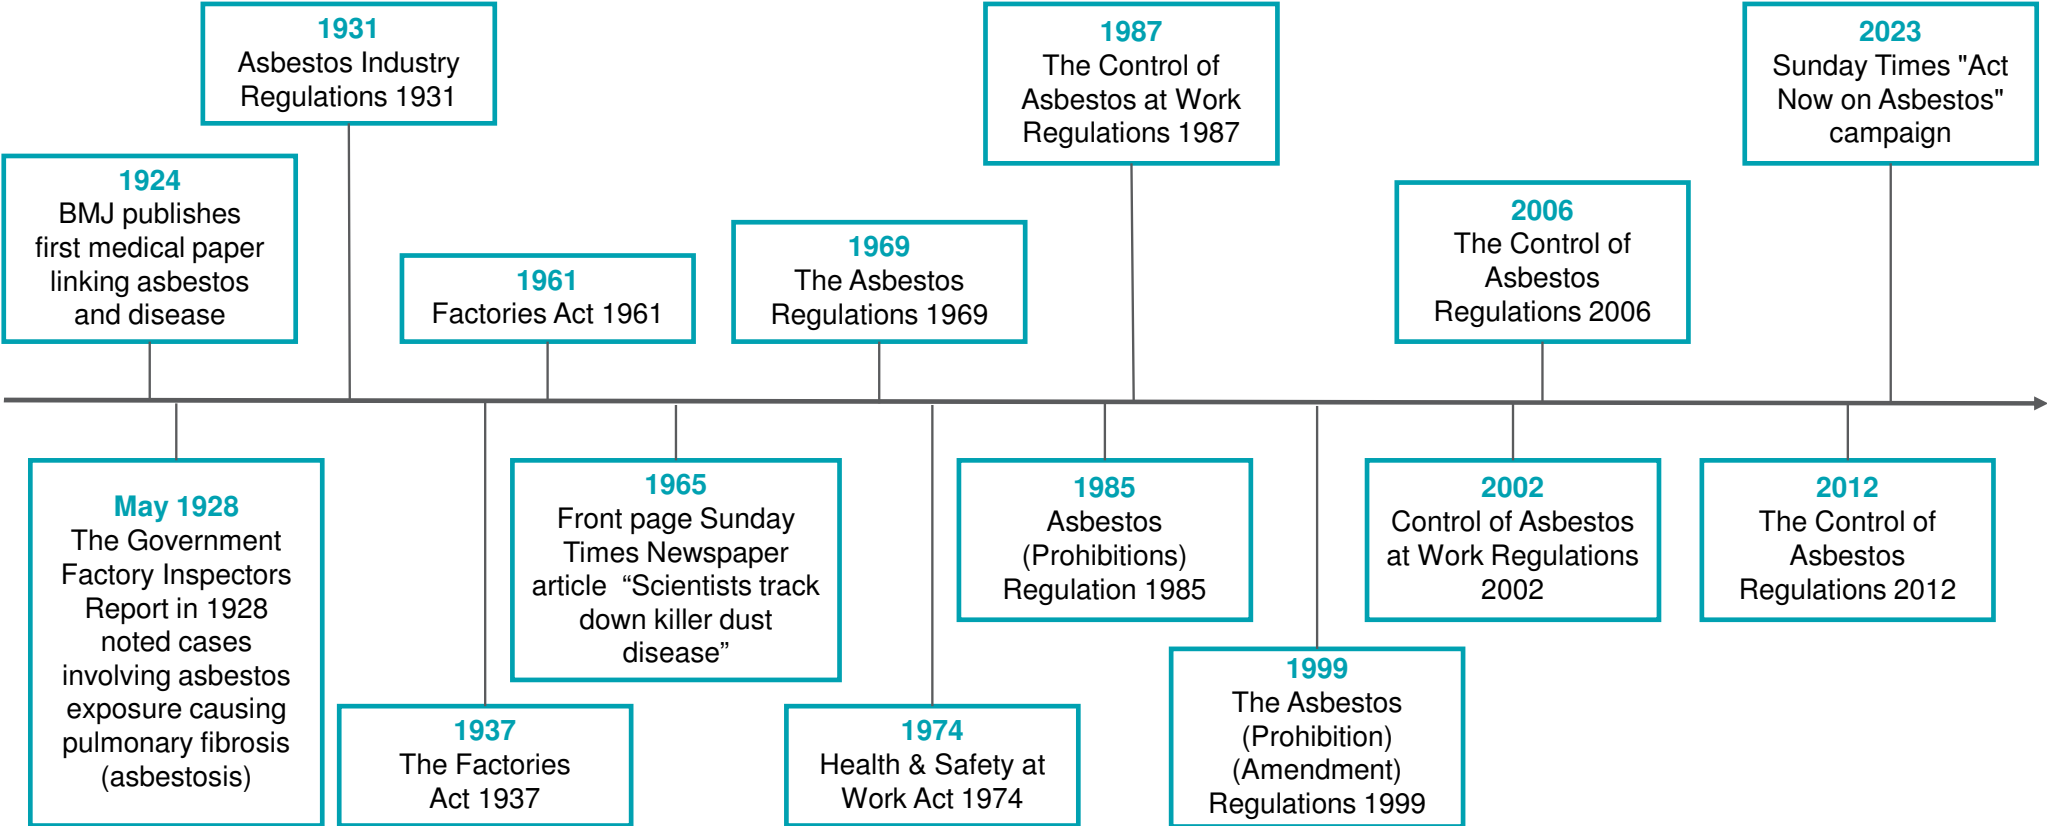 1931
Asbestos Industry
Regulations 1931
1987
The Control of
Asbestos at Work
Regulations 1987
2023
Sunday Times "Act
Now on Asbestos"
campaign
1924
BMJ publishes
first medical paper
linking asbestos
and disease
1961
Factories Act 1961
1969
The Asbestos
Regulations 1969
2006
The Control of
Asbestos
Regulations 2006
May 1928
The Government
Factory Inspectors
Report in 1928
noted cases
involving asbestos
exposure causing
pulmonary fibrosis
(asbestosis)
1937
The Factories
Act 1937
1965
Front page Sunday
Times Newspaper
article “Scientists track
down killer dust
disease”
1974
Health & Safety at
Work Act 1974
1985
Asbestos
(Prohibitions)
Regulation 1985
1999
The Asbestos
(Prohibition)
(Amendment)
Regulations 1999
2002
Control of Asbestos
at Work Regulations
2002
2012
The Control of
Asbestos
Regulations 2012